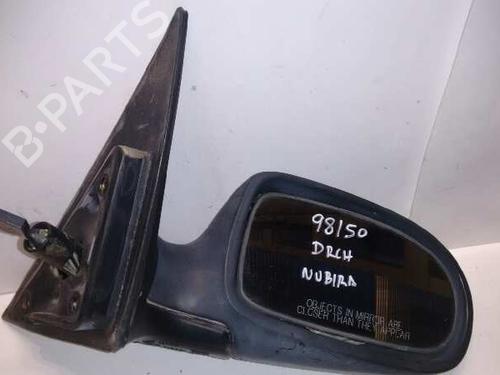 B-PARTS
98150
DRCH
NUBIRA
OBJECTS IN MIRROR ARE
CLOSER THAN THEY APPEAR